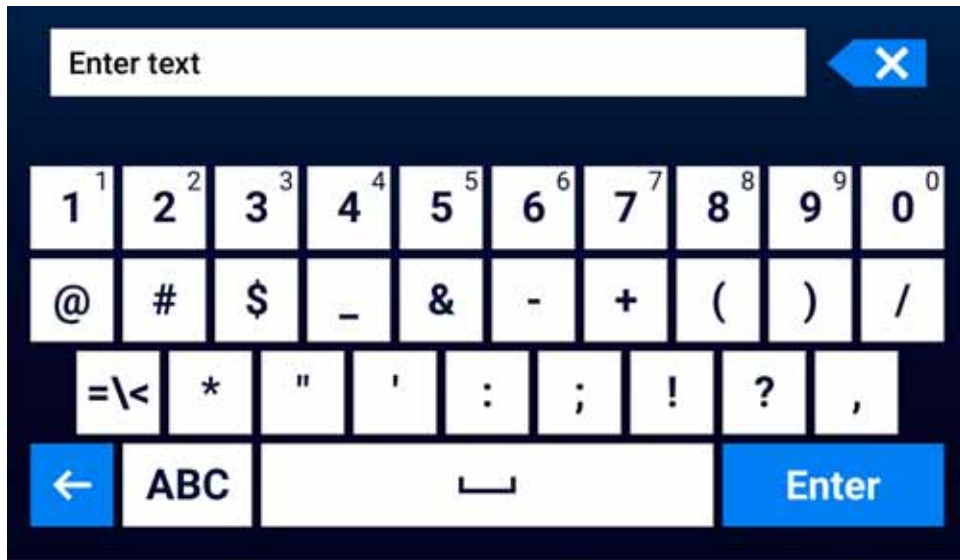 Enter text
1 1 2 2 3 3 4 4 5 5 6 6 7 7 8 8 9 9 0 0
@ # $ _ & - + ( ) /
=\< * " ' : ; ! ? ,
ABC Enter